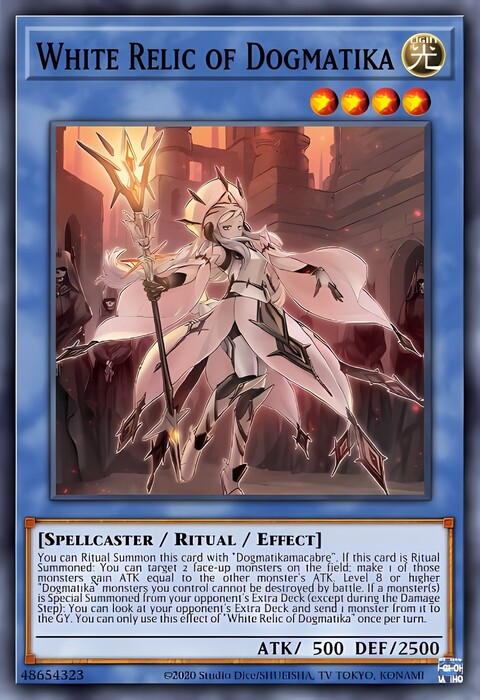 White Relic of Dogmatika
LIGHT
光
[Spellcaster / Ritual / Effect]
You can Ritual Summon this card with "Dogmatikamacabre". If this card is Ritual
Summoned: You can target 2 face-up monsters on the field; make 1 of those
monsters gain ATK equal to the other monster's ATK. Level 8 or higher
"Dogmatika" monsters you control cannot be destroyed by battle. If a monster(s)
is Special Summoned from your opponent's Extra Deck (except during the Damage
Step): You can look at your opponent's Extra Deck and send 1 monster from it to
the GY. You can only use this effect of "White Relic of Dogmatika" once per turn.
ATK/ 500 DEF/2500
48654323
©2020 Studio Dice/SHUEISHA, TV TOKYO, KONAMI